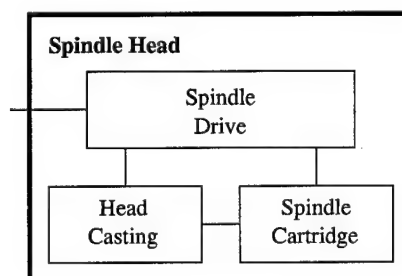 Spindle Head
Spindle
Drive
Head
Casting
Spindle
Cartridge